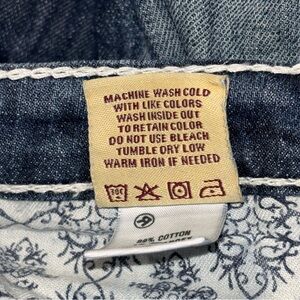 MACHINE WASH COLD
WITH LIKE COLORS
WASH INSIDE OUT
TO RETAIN COLOR
DO NOT USE BLEACH
TUMBLE DRY LOW
WARM IRON IF NEEDED
COTTON